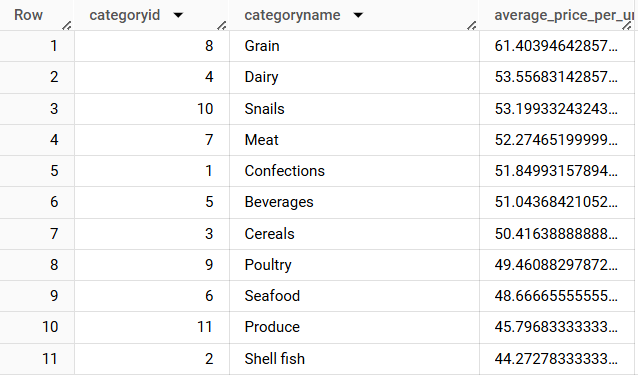 Row categoryid categoryname average_price_per_u
1 8 Grain 61.40394642857…
2 4 Dairy 53.55683142857…
3 10 Snails 53.19933243243…
4 7 Meat 52.27465199999…
5 1 Confections 51.84993157894…
6 5 Beverages 51.04368421052…
7 3 Cereals 50.41638888888…
8 9 Poultry 49.46088297872…
9 6 Seafood 48.66665555555…
10 11 Produce 45.79683333333…
11 2 Shell fish 44.27278333333…